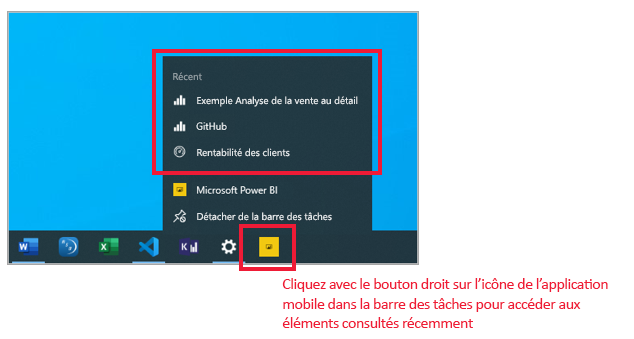 Récent
Exemple Analyse de la vente au détail
GitHub
Rentabilité des clients
Microsoft Power BI
Détacher de la barre des tâches
Cliquez avec le bouton droit sur l’icône de l’application
mobile dans la barre des tâches pour accéder aux
éléments consultés récemment